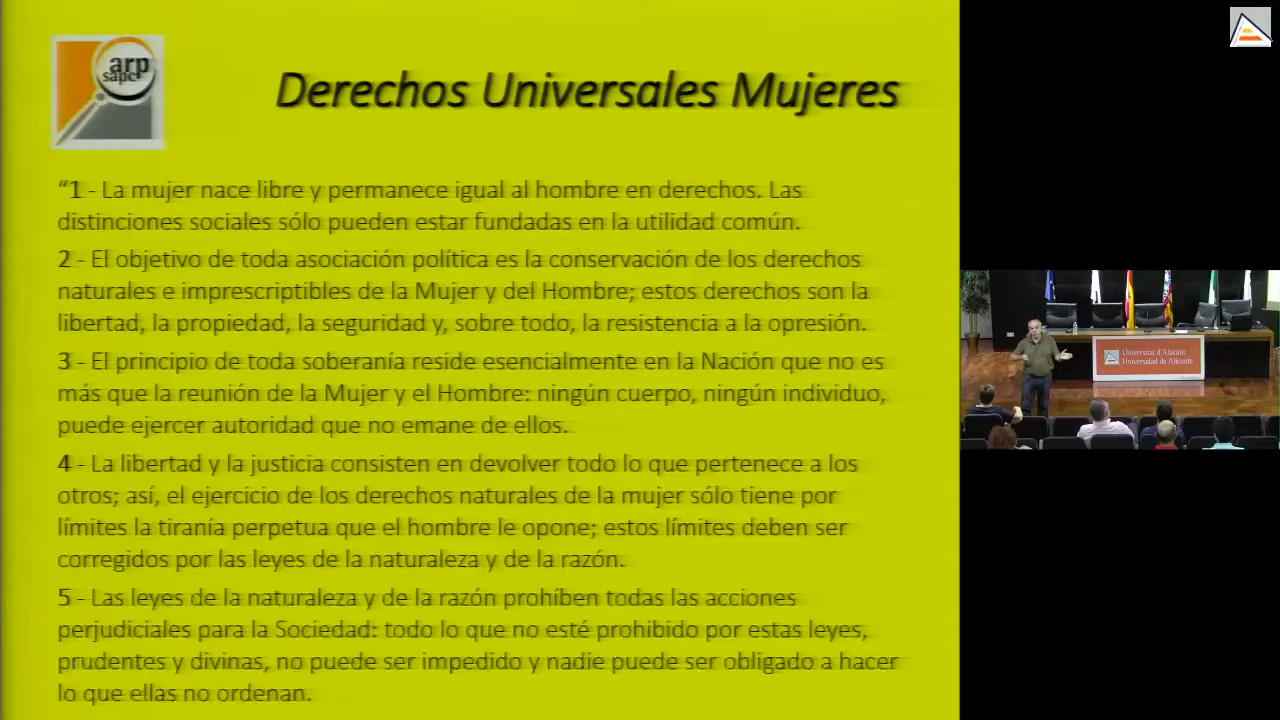 arp
sapc
Derechos Universales Mujeres
“1 - La mujer nace libre y permanece igual al hombre en derechos. Las
distinciones sociales sólo pueden estar fundadas en la utilidad común.
2 - El objetivo de toda asociación política es la conservación de los derechos
naturales e imprescriptibles de la Mujer y del Hombre; estos derechos son la
libertad, la propiedad, la seguridad y, sobre todo, la resistencia a la opresión.
3 - El principio de toda soberanía reside esencialmente en la Nación que no es
más que la reunión de la Mujer y el Hombre: ningún cuerpo, ningún individuo,
puede ejercer autoridad que no emane de ellos.
4 - La libertad y la justicia consisten en devolver todo lo que pertenece a los
otros; así, el ejercicio de los derechos naturales de la mujer sólo tiene por
límites la tiranía perpetua que el hombre le opone; estos límites deben ser
corregidos por las leyes de la naturaleza y de la razón.
5 - Las leyes de la naturaleza y de la razón prohíben todas las acciones
perjudiciales para la Sociedad: todo lo que no esté prohibido por estas leyes,
prudentes y divinas, no puede ser impedido y nadie puede ser obligado a hacer
lo que ellas no ordenan.
Universitat d'Alacant
Universidad de Alicante